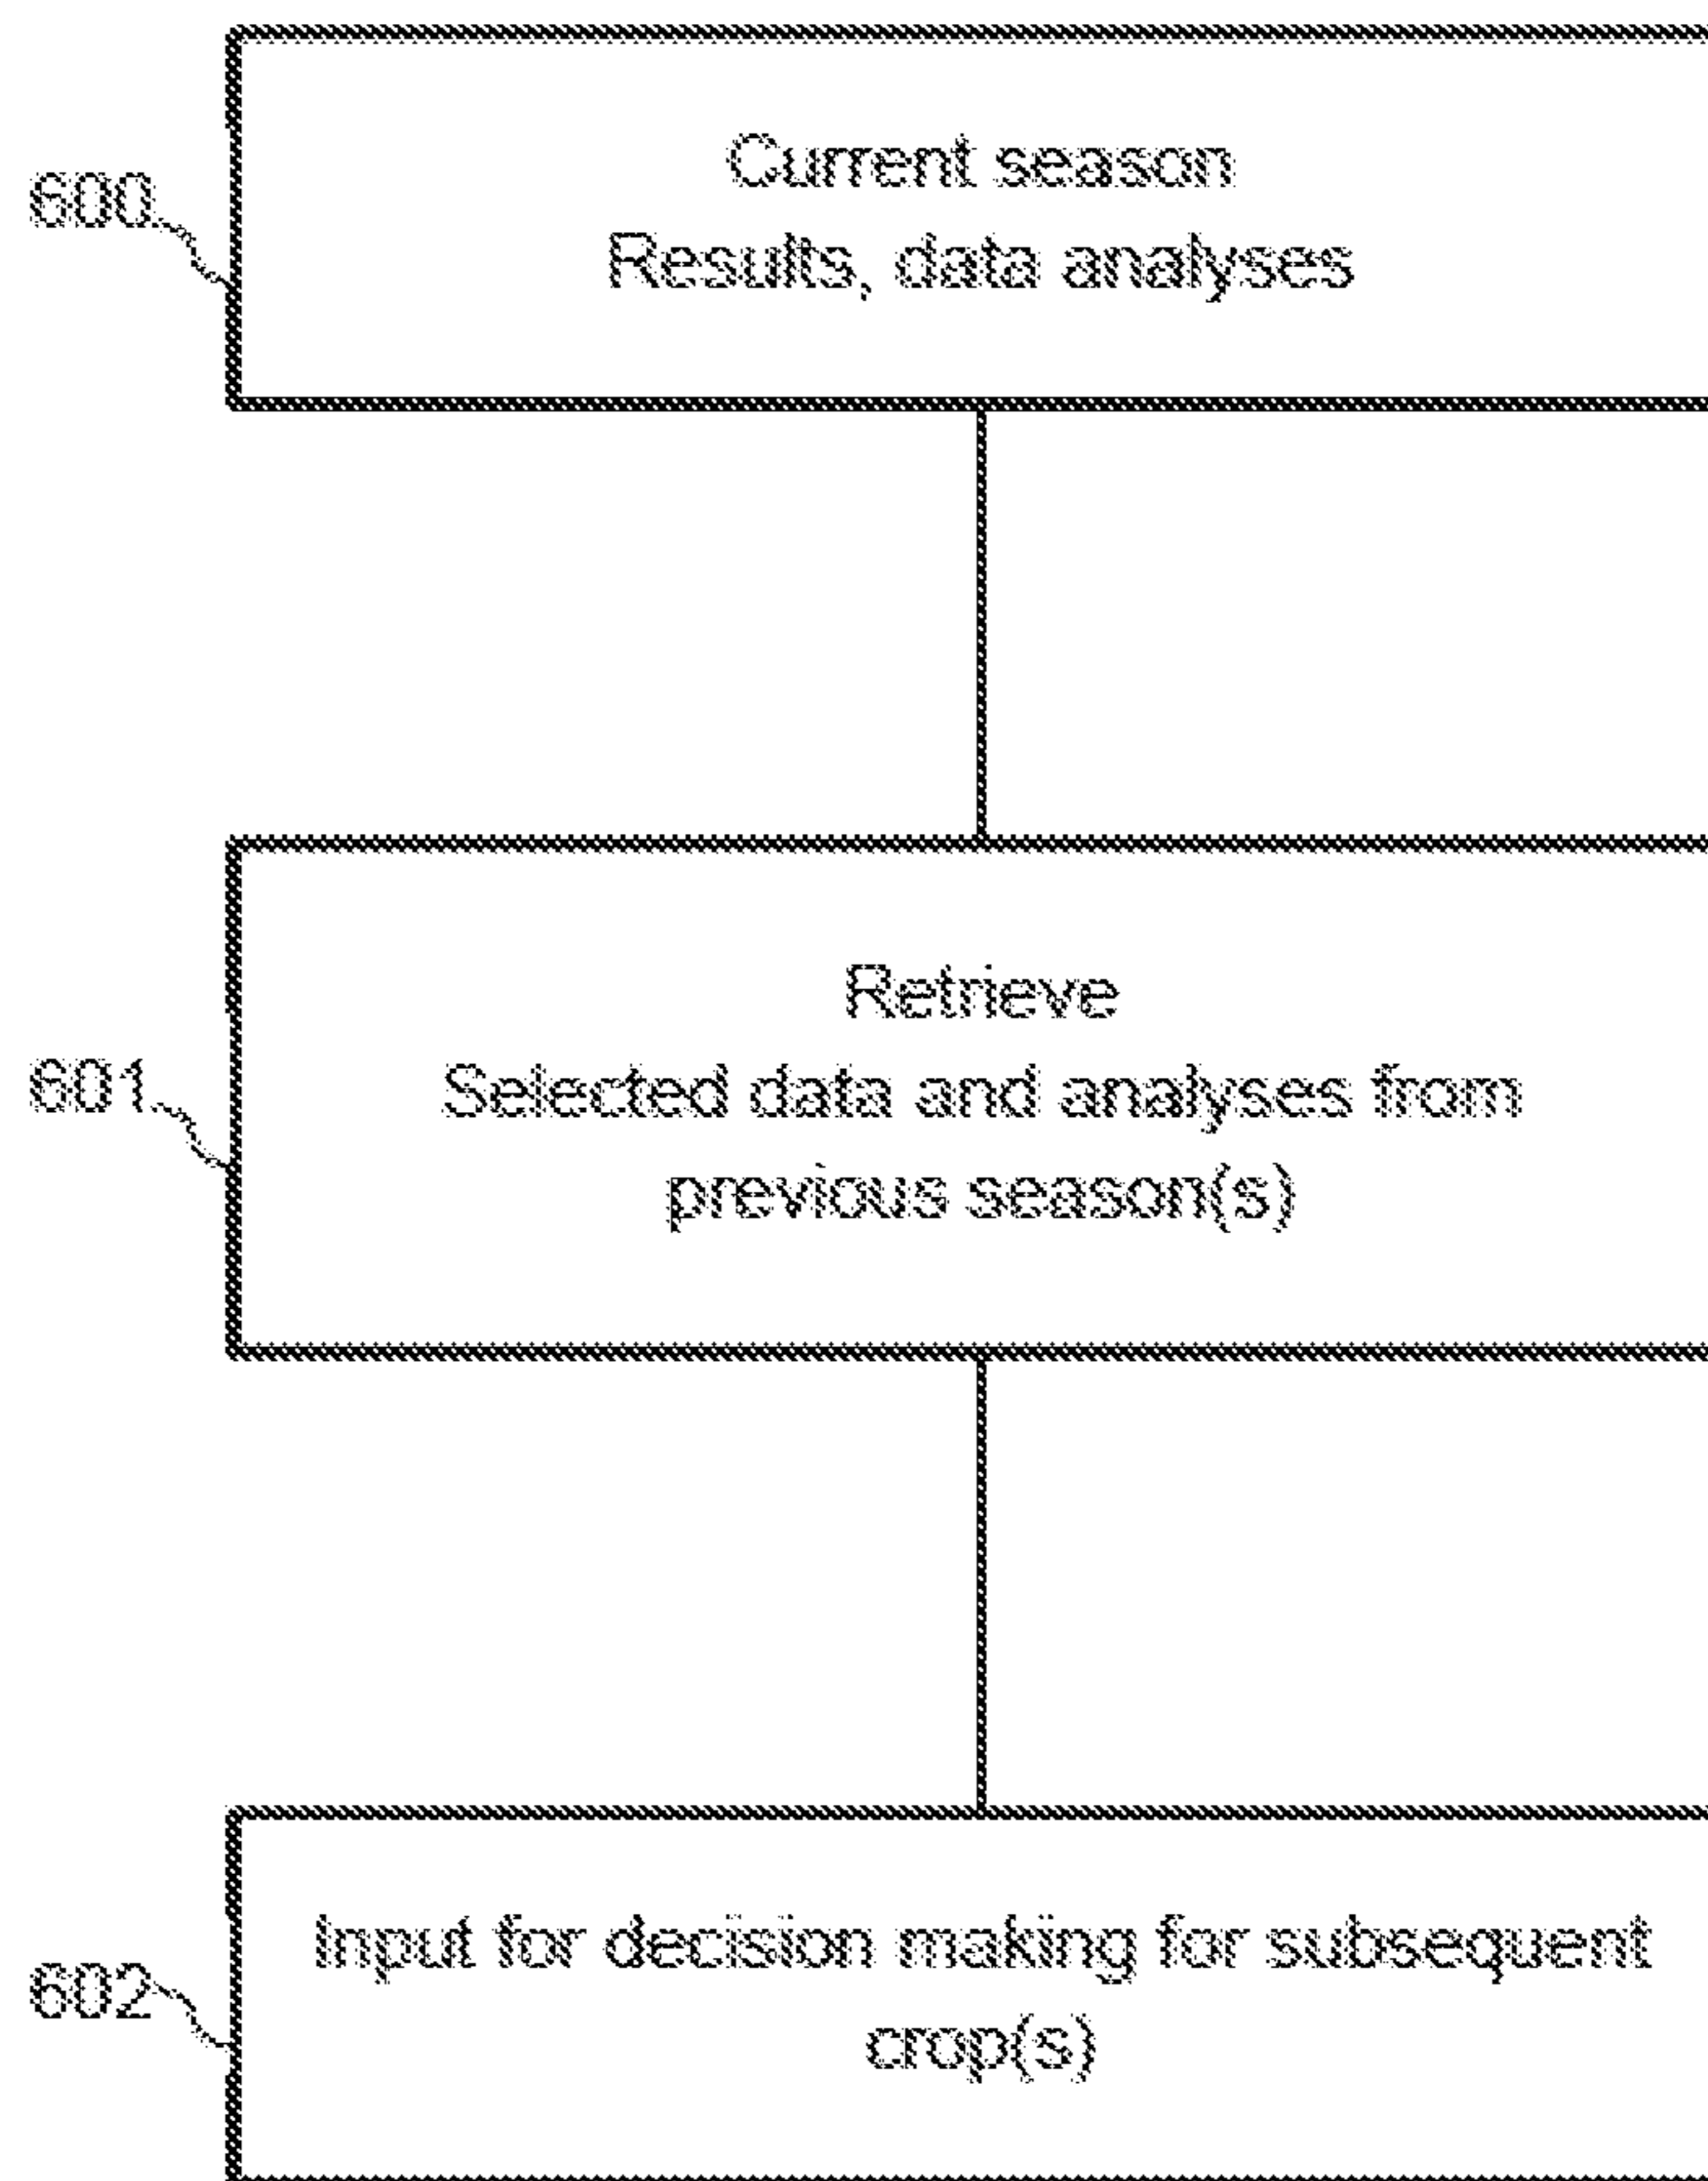 600
Current season
Results, data analyses
601
Retrieve
Selected data and analyses from
previous season(s)
602
Input for decision making for subsequent
crop(s)